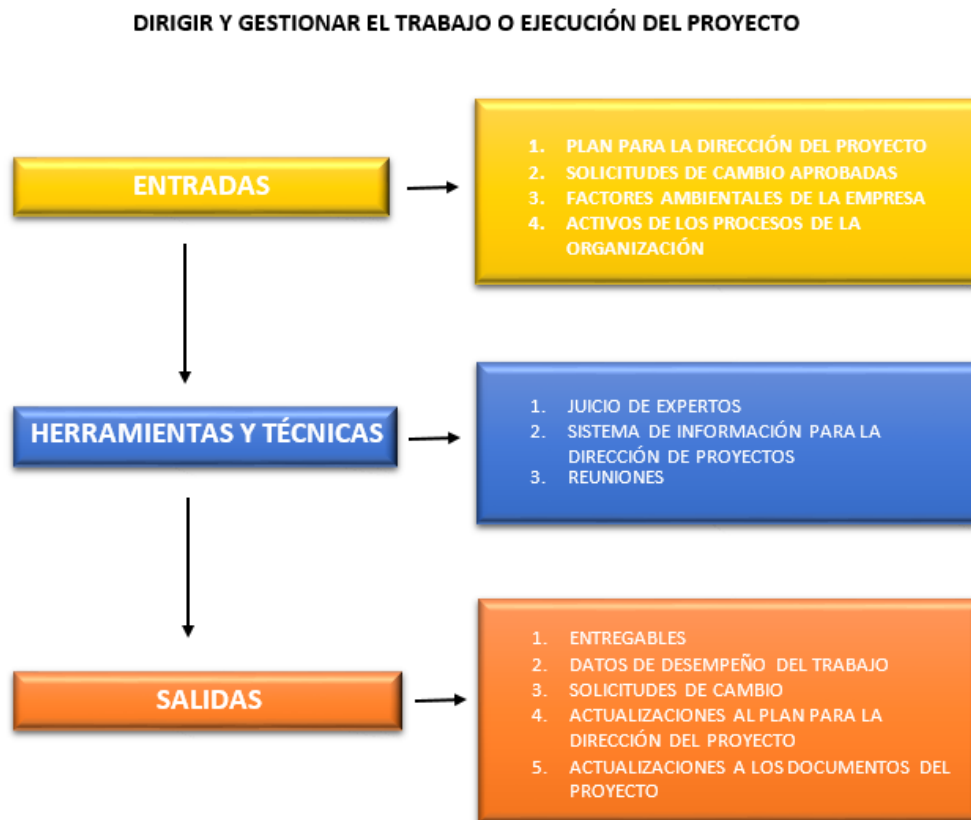 DIRIGIR Y GESTIONAR EL TRABAJO O EJECUCIÓN DEL PROYECTO
ENTRADAS
1. PLAN PARA LA DIRECCIÓN DEL PROYECTO
2. SOLICITUDES DE CAMBIO APROBADAS
3. FACTORES AMBIENTALES DE LA EMPRESA
4. ACTIVOS DE LOS PROCESOS DE LA
ORGANIZACIÓN
HERRAMIENTAS Y TÉCNICAS
1. JUICIO DE EXPERTOS
2. SISTEMA DE INFORMACIÓN PARA LA
DIRECCIÓN DE PROYECTOS
3. REUNIONES
SALIDAS
1. ENTREGABLES
2. DATOS DE DESEMPEÑO DEL TRABAJO
3. SOLICITUDES DE CAMBIO
4. ACTUALIZACIONES AL PLAN PARA LA
DIRECCIÓN DEL PROYECTO
5. ACTUALIZACIONES A LOS DOCUMENTOS DEL
PROYECTO